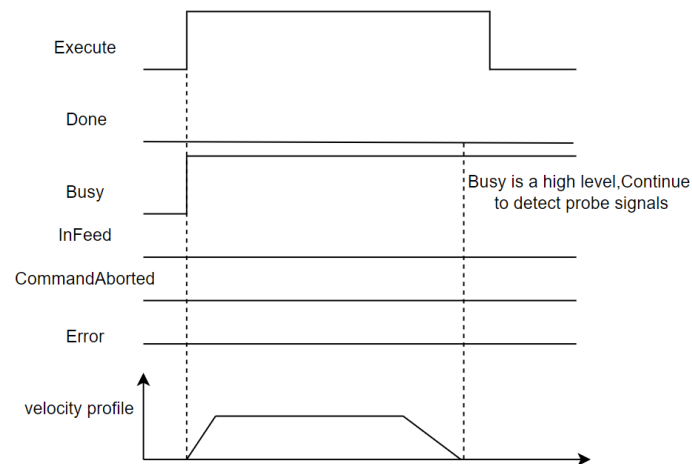 Execute
Done
Busy
Busy is a high level,Continue
to detect probe signals
InFeed
CommandAborted
Error
velocity profile